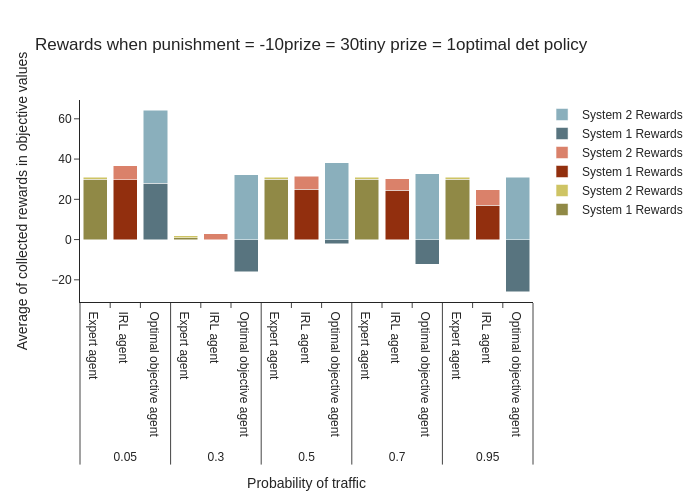 Rewards when punishment = -10prize = 30tiny prize = 1optimal det policy
Average of collected rewards in objective values
60
40
20
0
−20
System 2 Rewards
System 1 Rewards
System 2 Rewards
System 1 Rewards
System 2 Rewards
System 1 Rewards
Expert agent
IRL agent
Optimal objective agent
Expert agent
IRL agent
Optimal objective agent
Expert agent
IRL agent
Optimal objective agent
Expert agent
IRL agent
Optimal objective agent
Expert agent
IRL agent
Optimal objective agent
0.05
0.3
0.5
0.7
0.95
Probability of traffic